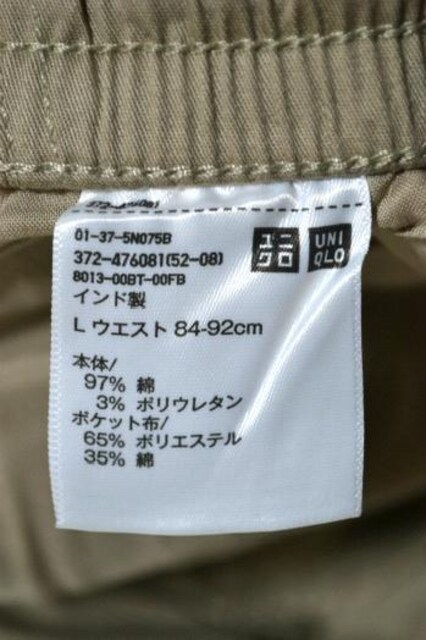 01-37-5N075B
372-476081(52-08)
8013-00BT-00FB
ユニ
クロ
UNI
QLO
インド製
L ウエスト 84-92cm
本体/
97% 綿
3% ポリウレタン
ポケット布/
65% ポリエステル
35% 綿